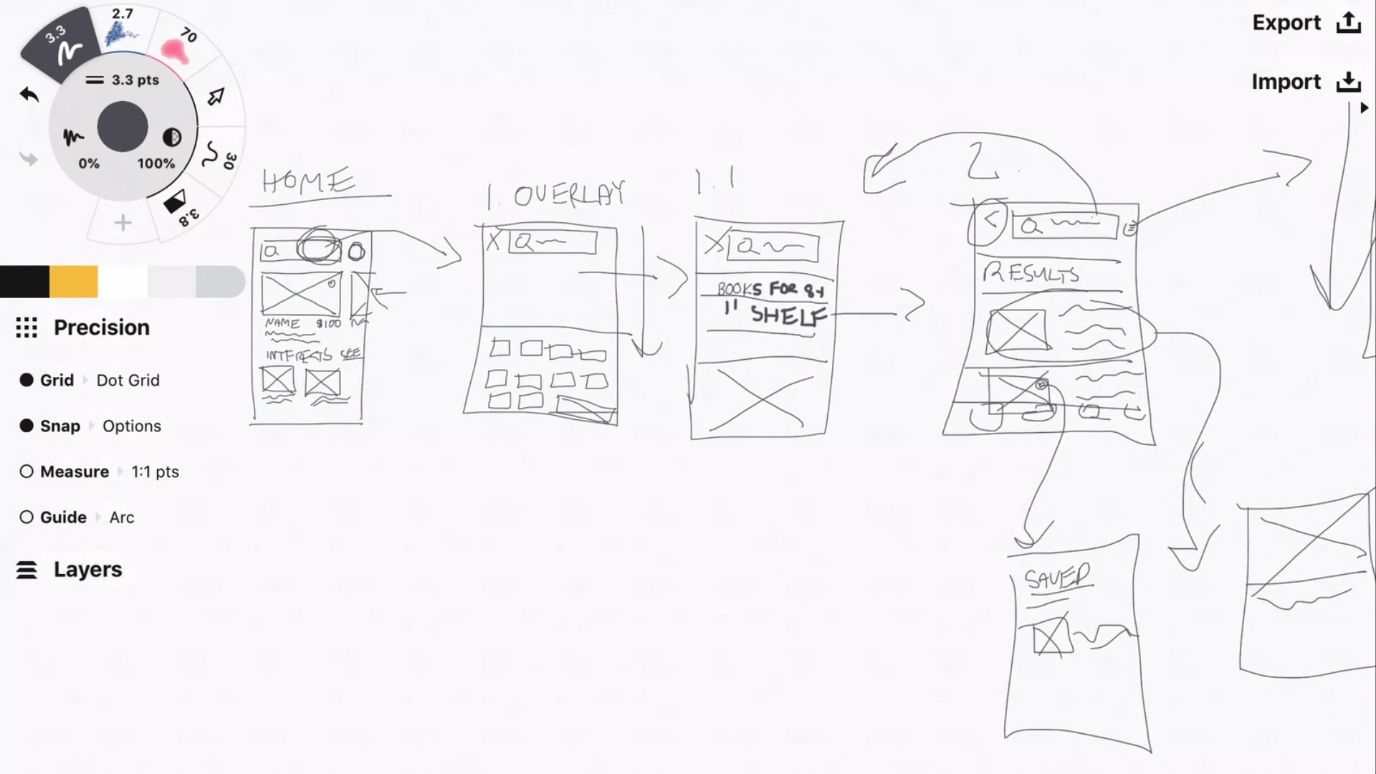 3.3
2.7
70
3.3 pts
0%
100%
30
3.8
Export
Import
Precision
Grid
Dot Grid
Snap
Options
Measure
1:1 pts
Guide
Arc
Layers
HOME
NAME $100 NA
INTERESTS SEE
1. OVERLAY
X
1.1
X
BOOKS FOR 8+
" SHELF
2
<
RESULTS
SAVED